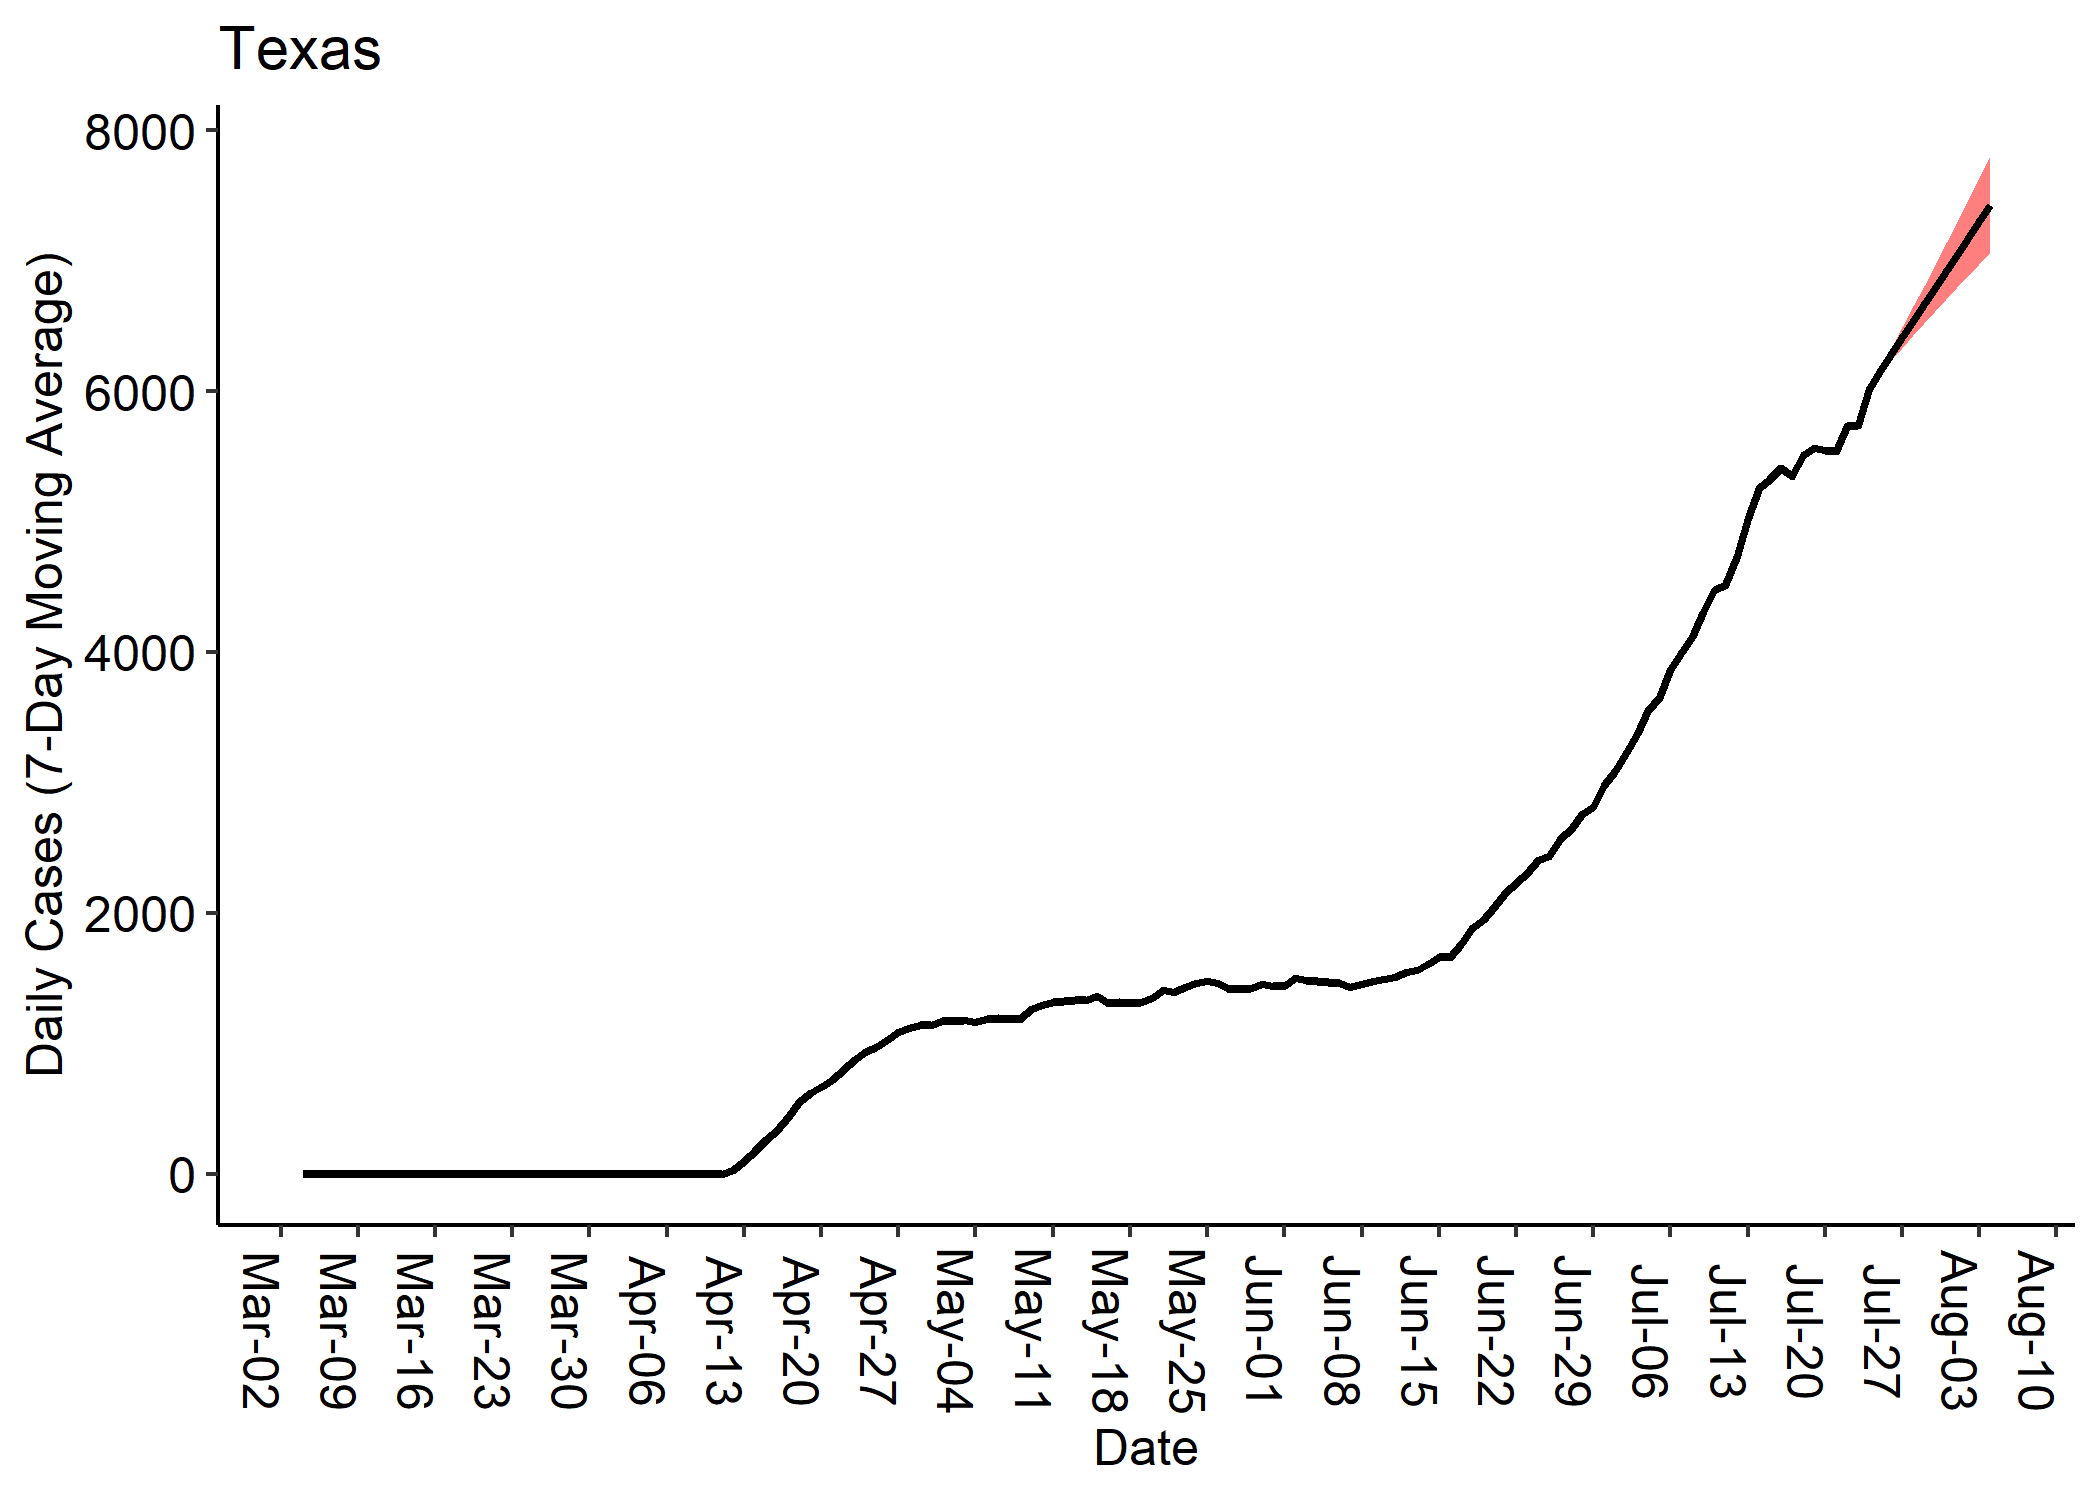 Texas
Daily Cases (7-Day Moving Average)
8000
6000
4000
2000
0
Mar-02
Mar-09
Mar-16
Mar-23
Mar-30
Apr-06
Apr-13
Apr-20
Apr-27
May-04
May-11
May-18
May-25
Jun-01
Jun-08
Jun-15
Jun-22
Jun-29
Jul-06
Jul-13
Jul-20
Jul-27
Aug-03
Aug-10
Date